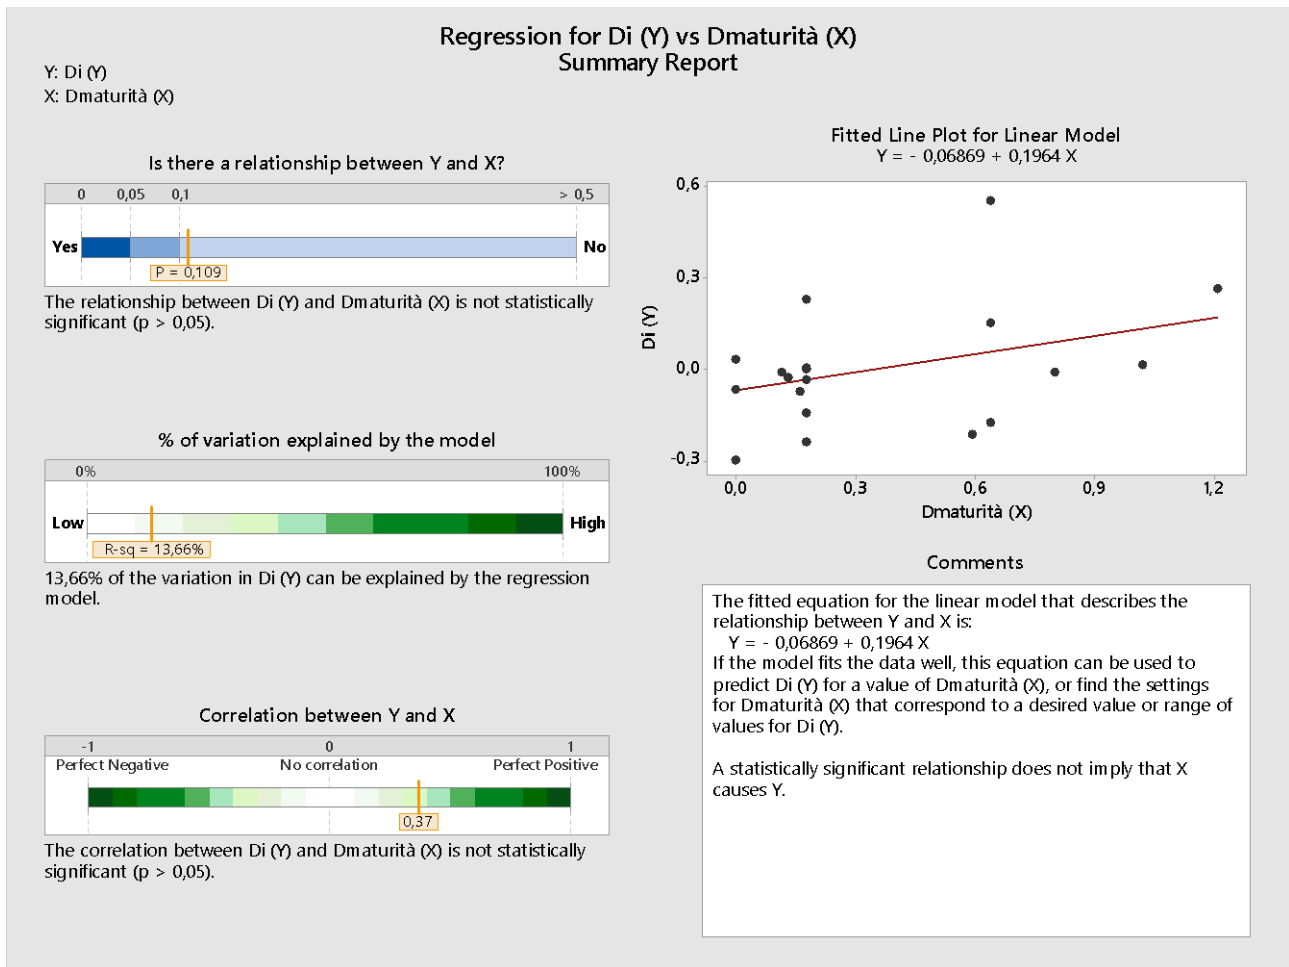 Regression for Di (Y) vs Dmaturità (X)
Summary Report
Y: Di (Y)
X: Dmaturità (X)
Is there a relationship between Y and X?
0 0,05 0,1 > 0,5
Yes No
P = 0,109
The relationship between Di (Y) and Dmaturità (X) is not statistically
significant (p > 0,05).
% of variation explained by the model
0% 100%
Low High
R-sq = 13,66%
13,66% of the variation in Di (Y) can be explained by the regression
model.
Correlation between Y and X
-1 0 1
Perfect Negative No correlation Perfect Positive
0,37
The correlation between Di (Y) and Dmaturità (X) is not statistically
significant (p > 0,05).
Fitted Line Plot for Linear Model
Y = - 0,06869 + 0,1964 X
0,6
0,3
0,0
-0,3
Di (Y)
0,0 0,3 0,6 0,9 1,2
Dmaturità (X)
Comments
The fitted equation for the linear model that describes the
relationship between Y and X is:
Y = - 0,06869 + 0,1964 X
If the model fits the data well, this equation can be used to
predict Di (Y) for a value of Dmaturità (X), or find the settings
for Dmaturità (X) that correspond to a desired value or range of
values for Di (Y).
A statistically significant relationship does not imply that X
causes Y.